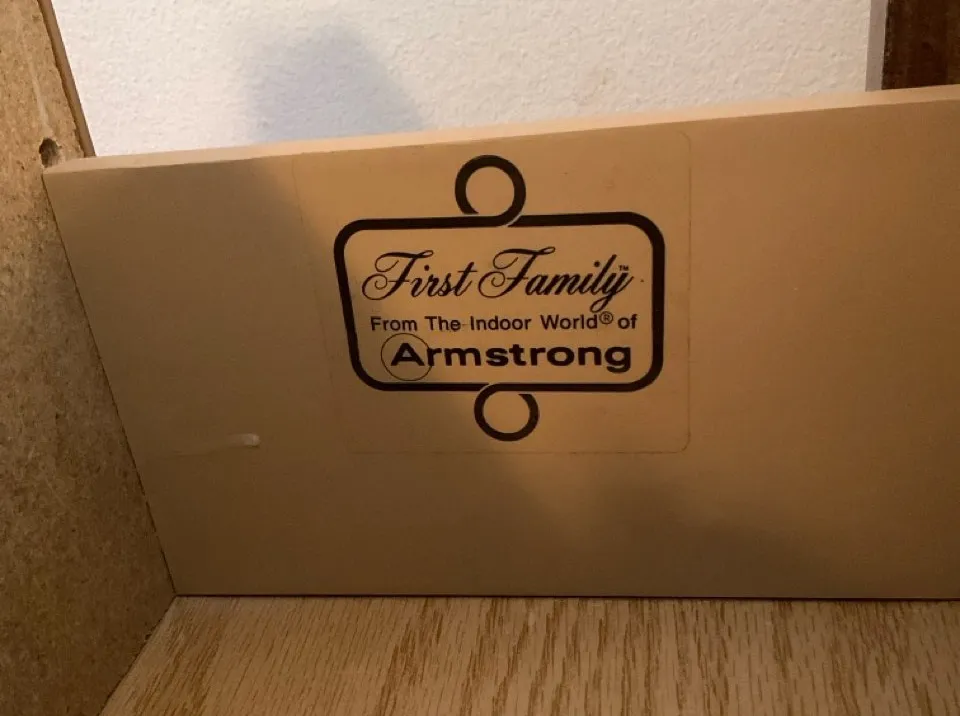 First Family™
From The Indoor World® of
Armstrong